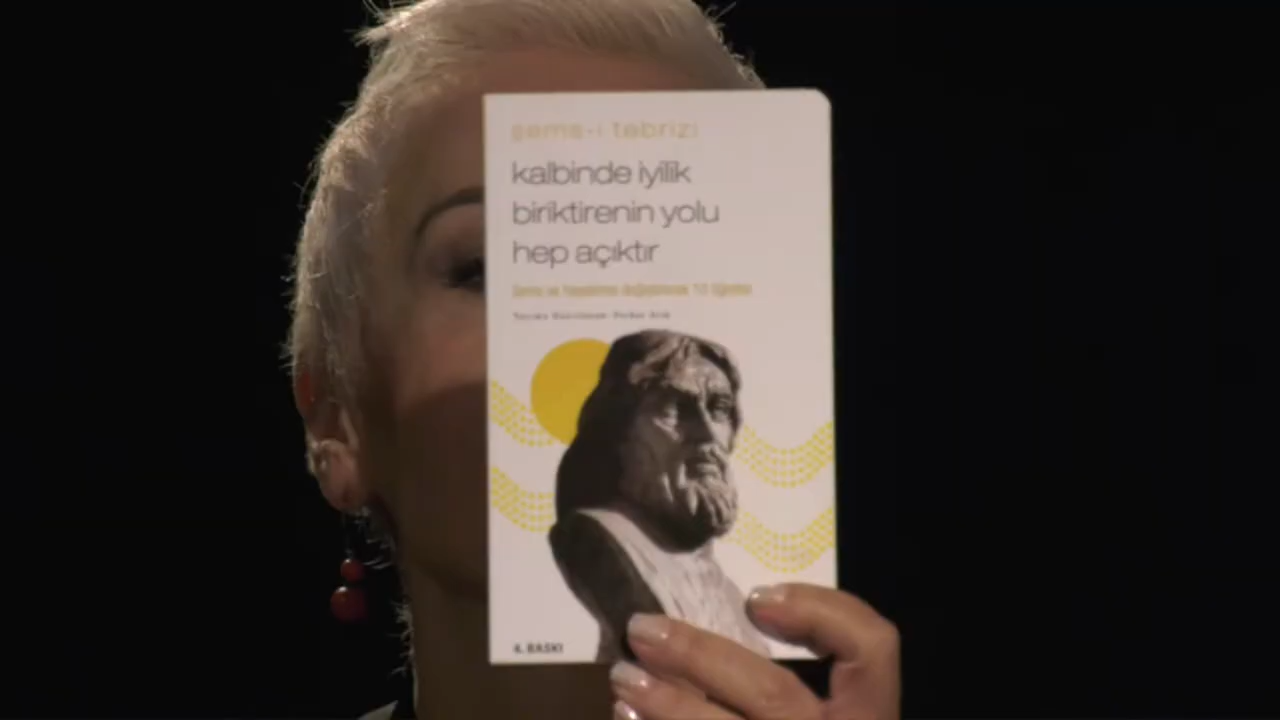 şems-i tebrizi
kalbinde iyilik
biriktirenin yolu
hep açıktır
4. BASKI